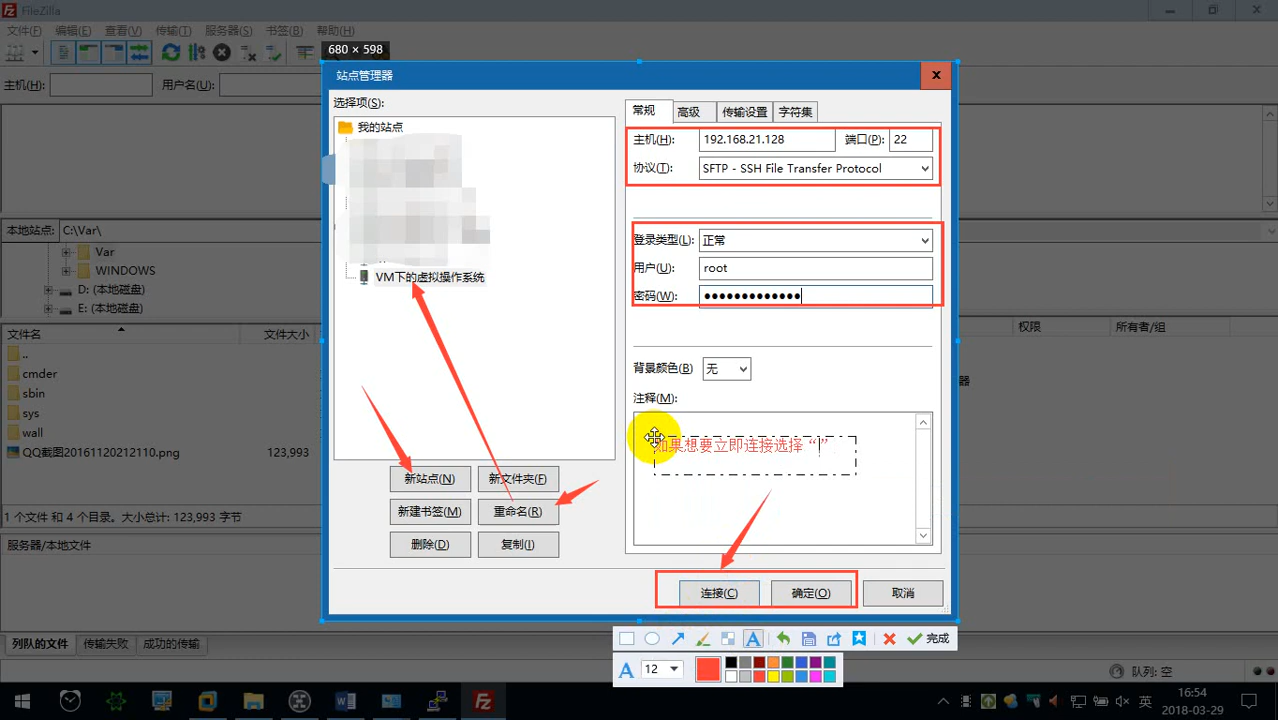 FileZilla
文件(F) 编辑(E) 查看(V) 传输(T) 服务器(S) 书签(B) 帮助(H)
680 × 598
主机(H): 用户名(U):
站点管理器
选择项(S):
我的站点
VM下的虚拟操作系统
新站点(N) 新文件夹(F)
新建书签(M) 重命名(R)
删除(D) 复制(I)
常规 高级 传输设置 字符集
主机(H): 192.168.21.128 端口(P): 22
协议(T): SFTP - SSH File Transfer Protocol
登录类型(L): 正常
用户(U): root
密码(W): ●●●●●●●●●●●●●
背景颜色(B) 无
注释(M):
如果想要立即连接选择“”
连接(C) 确定(O) 取消
完成
12
本地站点: C:\Var\
Var
WINDOWS
D: (本地磁盘)
E: (本地磁盘)
文件名 文件大小
..
cmder
sbin
sys
wall
QQ截图20161120212110.png 123,993
权限 所有者/组
器
1 个文件 和 4 个目录。大小总计: 123,993 字节
服务器/本地文件
列队的文件 传输失败 成功的传输
队列: 空
英
16:54
2018-03-29